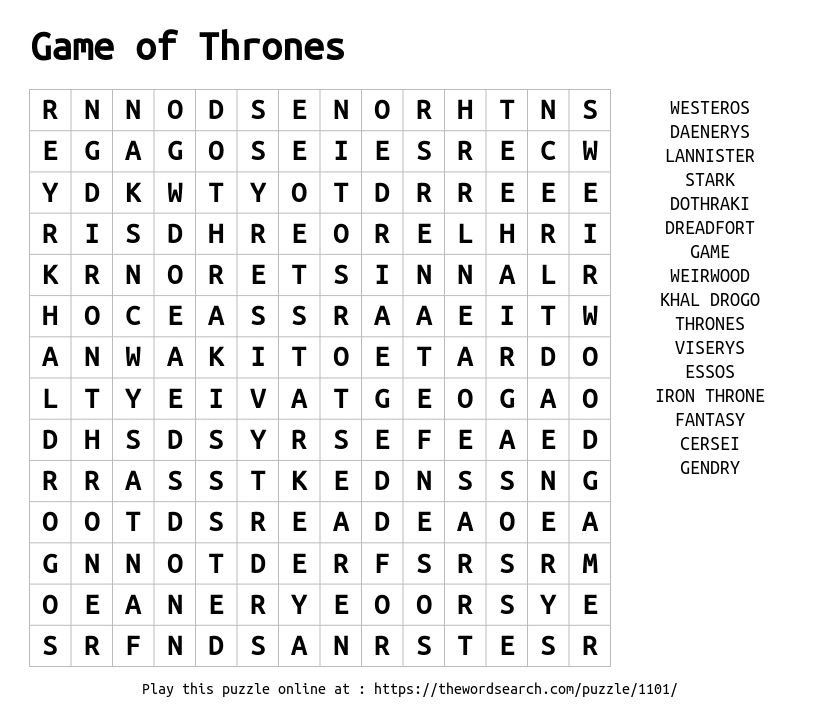 Game of Thrones
R N N O D S E N O R H T N S
E G A G O S E I E S R E C W
Y D K W T Y O T D R R E E E
R I S D H R E O R E L H R I
K R N O R E T S I N N A L R
H O C E A S S R A A E I T W
A N W A K I T O E T A R D O
L T Y E I V A T G E O G A O
D H S D S Y R S E F E A E D
R R A S S T K E D N S S N G
O O T D S R E A D E A O E A
G N N O T D E R F S R S R M
O E A N E R Y E O O R S Y E
S R F N D S A N R S T E S R
WESTEROS
DAENERYS
LANNISTER
STARK
DOTHRAKI
DREADFORT
GAME
WEIRWOOD
KHAL DROGO
THRONES
VISERYS
ESSOS
IRON THRONE
FANTASY
CERSEI
GENDRY
Play this puzzle online at : https://thewordsearch.com/puzzle/1101/